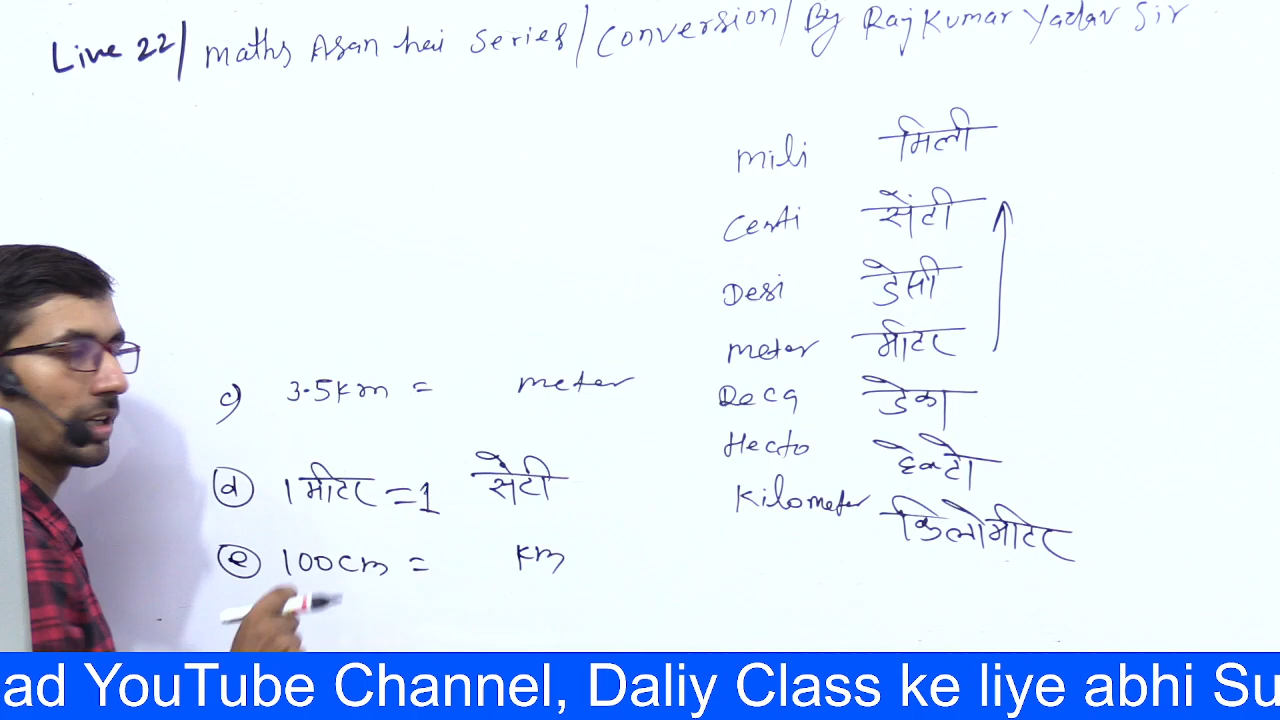 Live 22/ maths Asan hai Series/Conversion/ By Raj Kumar Yadav Sir
mili मिली
Centi सेंटी
Desi डेसी
meter मीटर
Deca डेका
Hecto हेक्टो
Kilometer किलोमीटर
c) 3.5km = meter
d 1 मीटर = 1 सेंटी
e 100cm = km
ad YouTube Channel, Daliy Class ke liye abhi Su